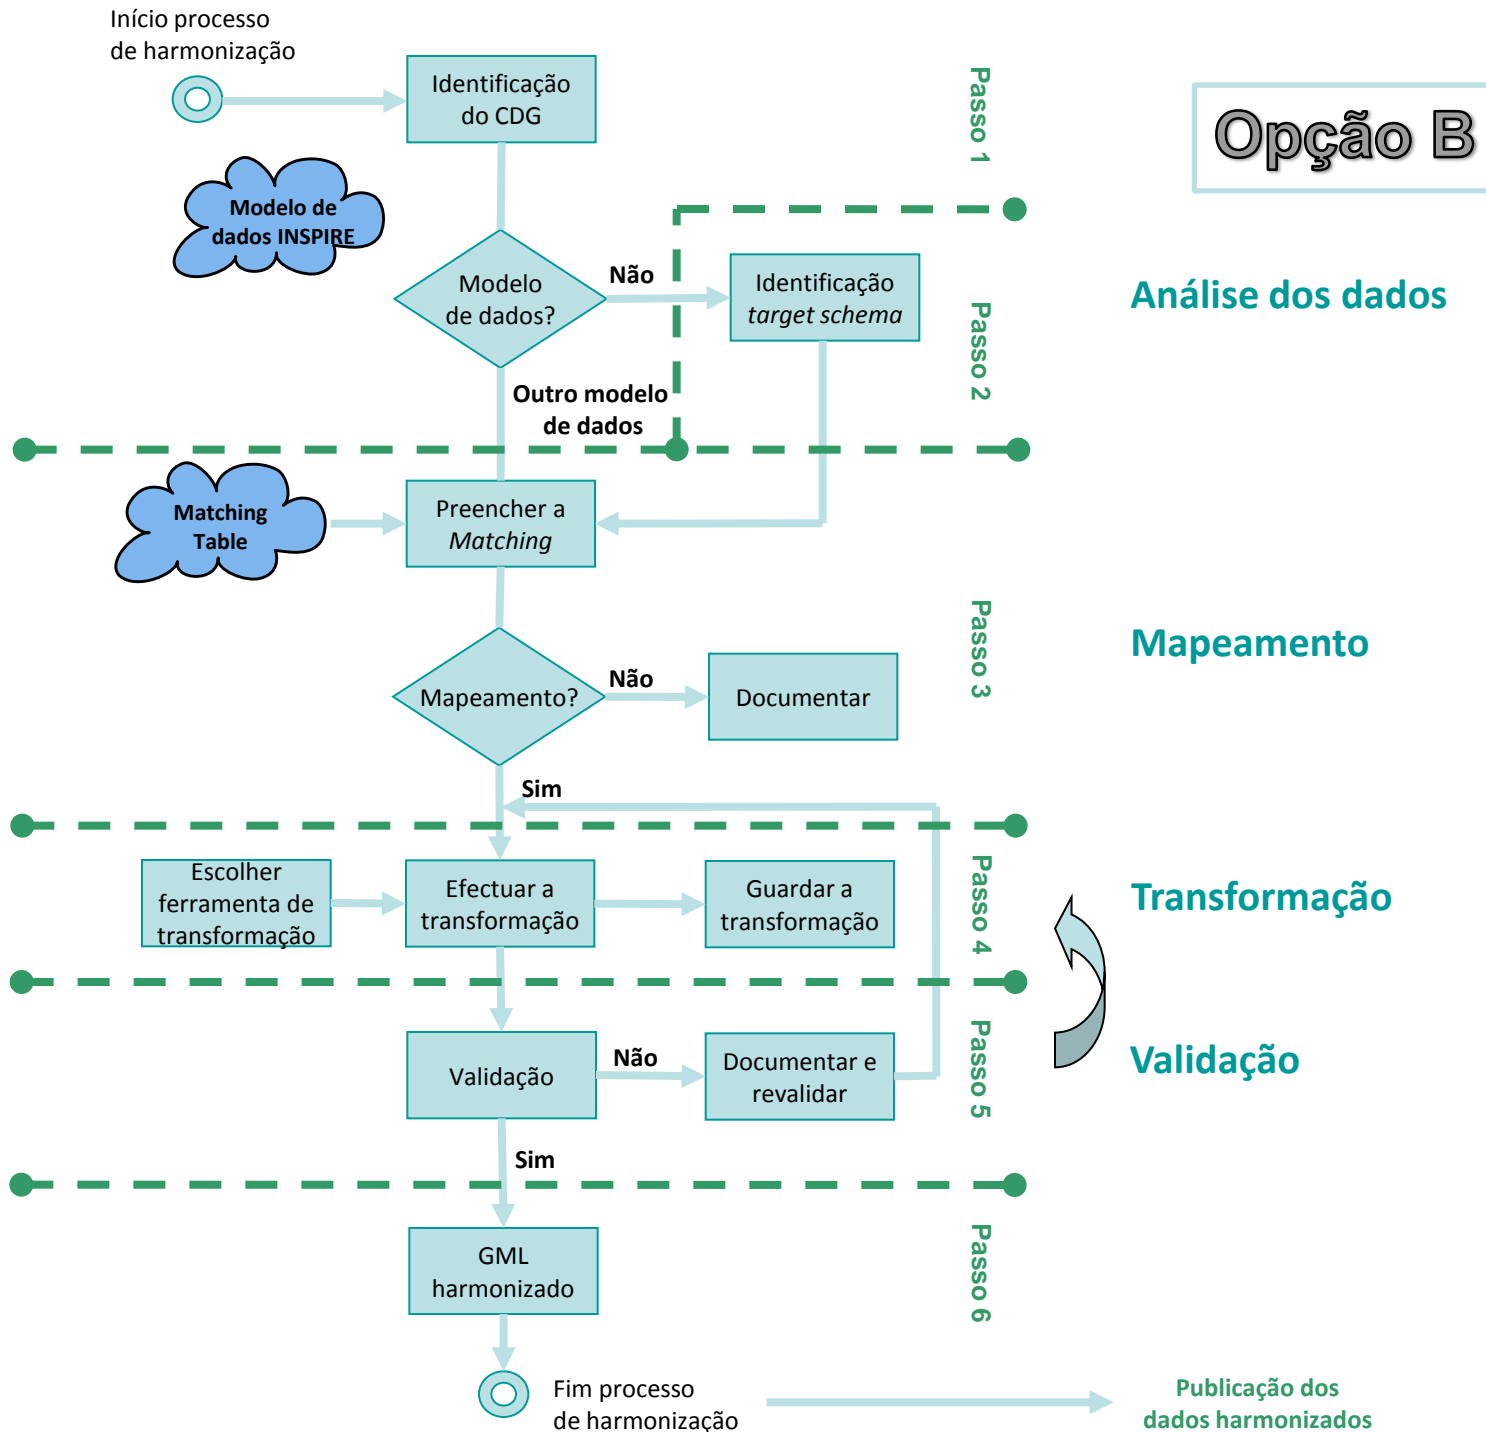 Início processo
de harmonização
Identificação
do CDG
Passo 1
Opção B
Modelo de
dados INSPIRE
Modelo
de dados?
Não
Identificação
target schema
Passo 2
Análise dos dados
Outro modelo
de dados
Matching
Table
Preencher a
Matching
Passo 3
Mapeamento
Mapeamento?
Não
Documentar
Sim
Escolher
ferramenta de
transformação
Efectuar a
transformação
Guardar a
transformação
Passo 4
Transformação
Validação
Não
Documentar e
revalidar
Passo 5
Validação
Sim
GML
harmonizado
Passo 6
Fim processo
de harmonização
Publicação dos
dados harmonizados